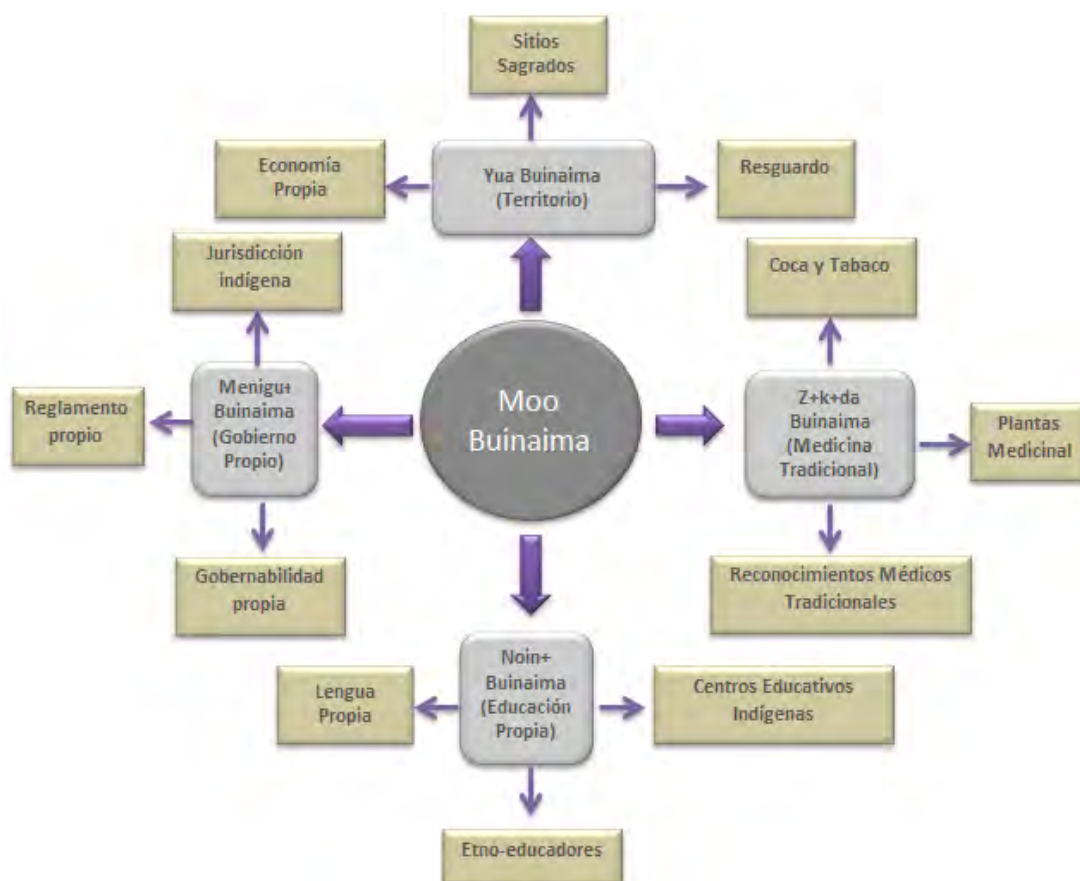 Sitios
Sagrados
Economía
Propia
Yua Buinaima
(Territorio)
Resguardo
Jurisdicción
indígena
Coca y Tabaco
Reglamento
propio
Menigu+
Buinaima
(Gobierno
Propio)
Moo
Buinaima
Z+k+da
Buinaima
(Medicina
Tradicional)
Plantas
Medicinal
Gobernabilidad
propia
Reconocimientos Médicos
Tradicionales
Lengua
Propia
Noin+
Buinaima
(Educación
Propia)
Centros Educativos
Indígenas
Etno-educadores